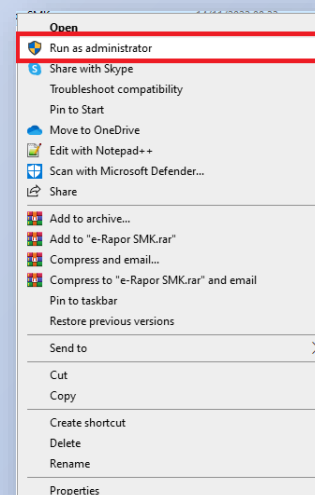 Open
Run as administrator
Share with Skype
Troubleshoot compatibility
Pin to Start
Move to OneDrive
Edit with Notepad++
Scan with Microsoft Defender...
Share
Add to archive...
Add to "e-Rapor SMK.rar"
Compress and email...
Compress to "e-Rapor SMK.rar" and email
Pin to taskbar
Restore previous versions
Send to
Cut
Copy
Create shortcut
Delete
Rename
Properties